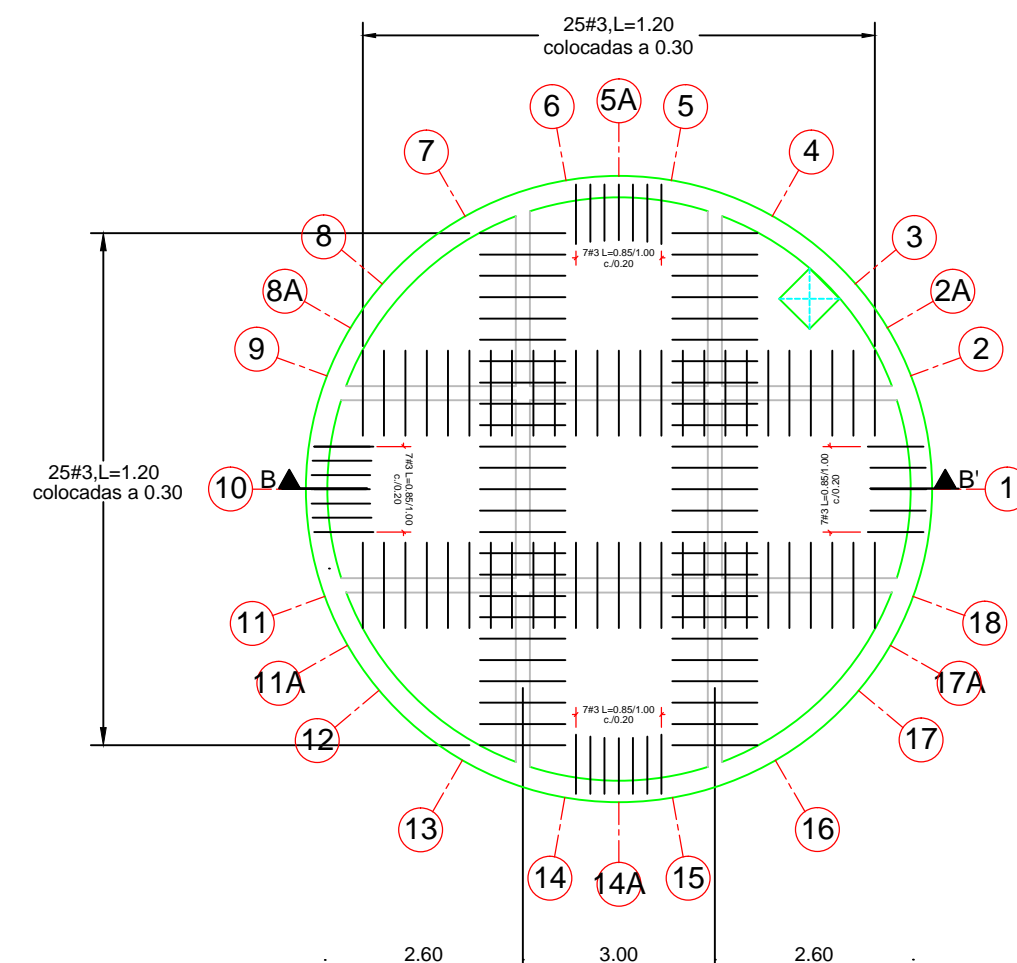 25#3,L=1.20
colocadas a 0.30
6
5A
5
7
4
8
3
8A
2A
9
2
7#3 L=0.85/1.00
c./0.20
25#3,L=1.20
colocadas a 0.30
10
B
7#3 L=0.85/1.00
c./0.20
7#3 L=0.85/1.00
c./0.20
B'
1
11
18
11A
17A
12
17
7#3 L=0.85/1.00
c./0.20
13
16
14
14A
15
2.60
3.00
2.60